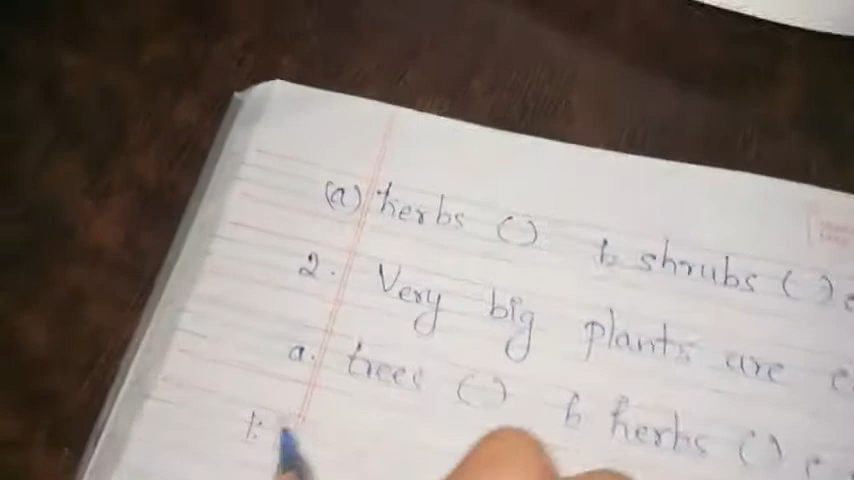 (a) herbs ( ) b. shrubs ( )
2. Very big plants are
a. trees ( ) b herbs ( )